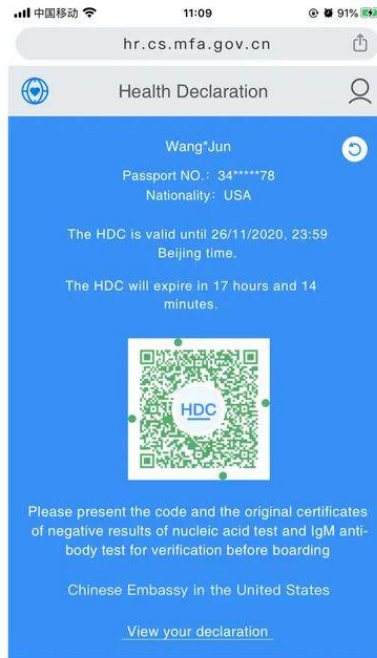 中国移动 11:09 91%
hr.cs.mfa.gov.cn
Health Declaration
Wang*Jun
Passport NO.: 34*****78
Nationality: USA
The HDC is valid until 26/11/2020, 23:59
Beijing time.
The HDC will expire in 17 hours and 14
minutes.
HDC
Please present the code and the original certificates
of negative results of nucleic acid test and IgM anti-
body test for verification before boarding
Chinese Embassy in the United States
View your declaration